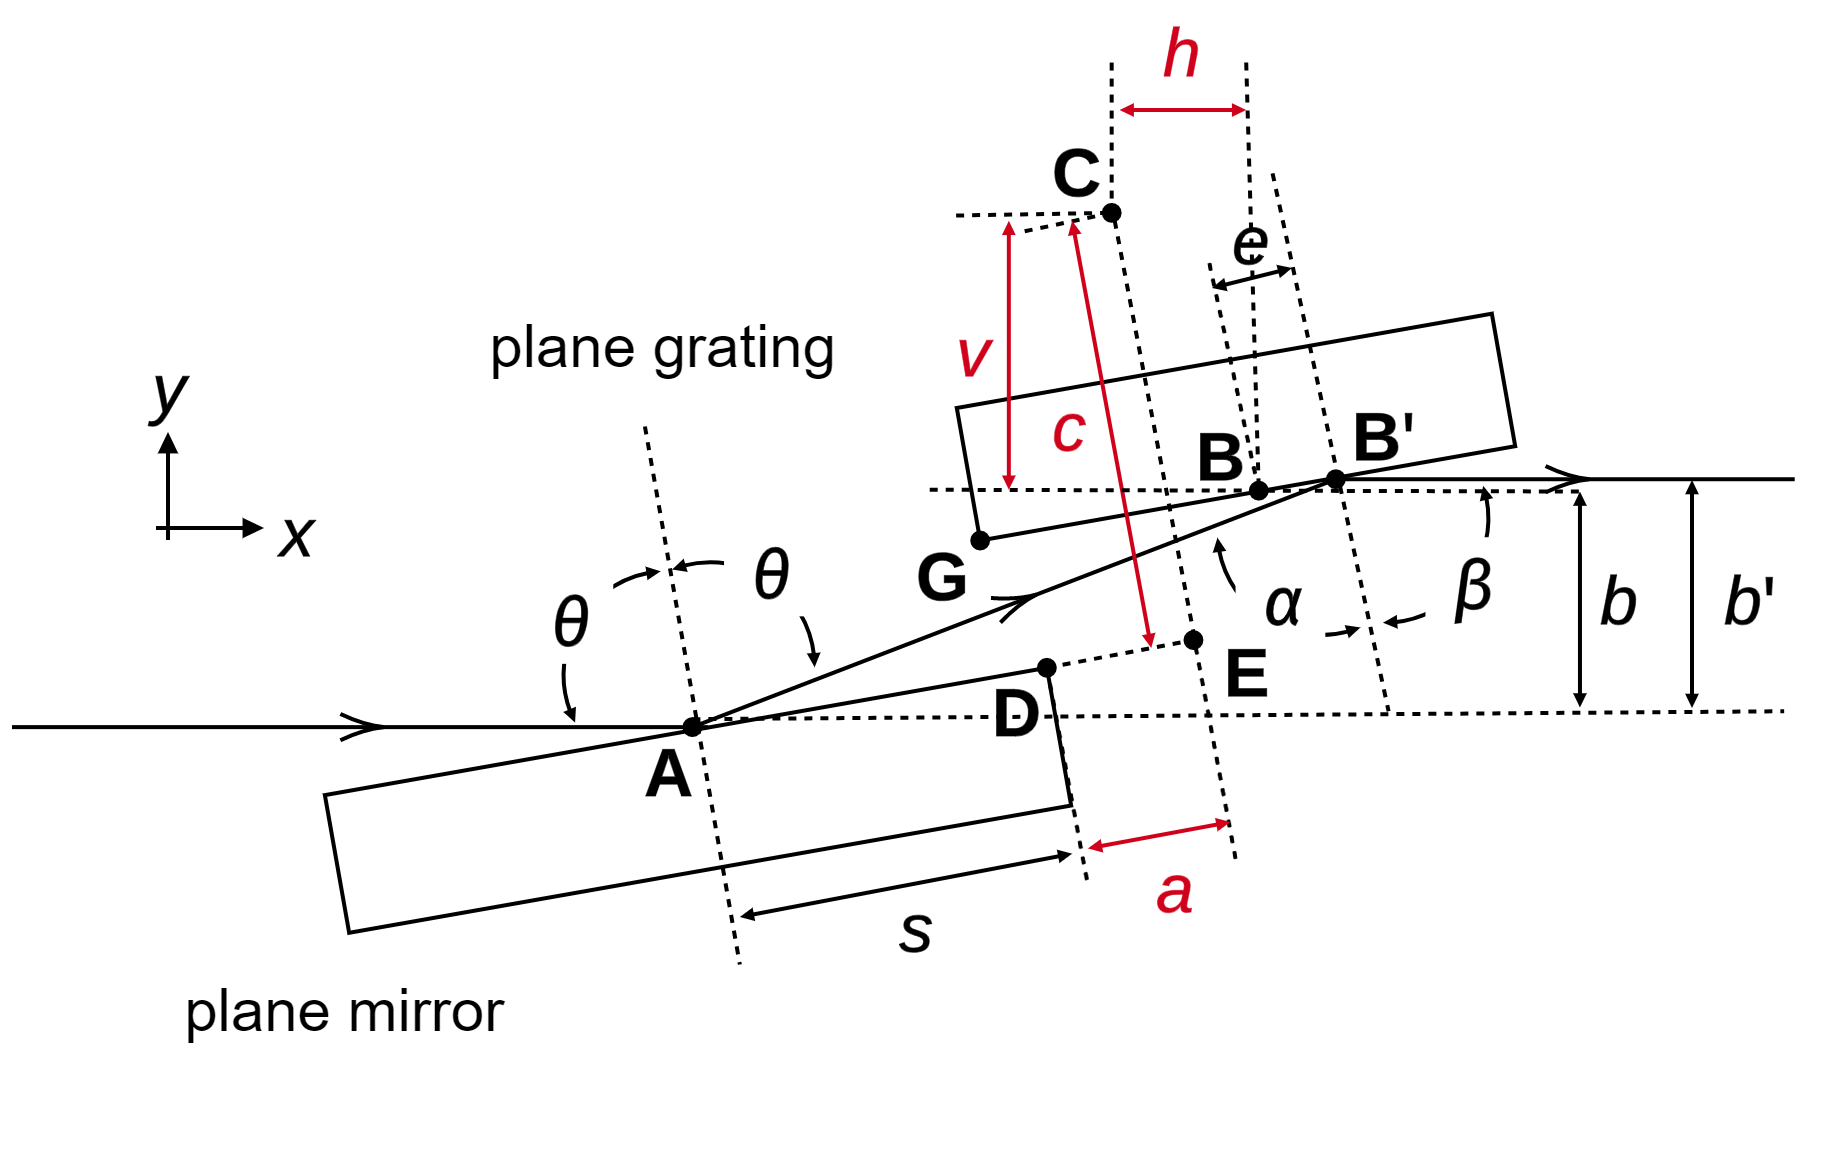 h
C
e
plane grating
v
y
c
B
B'
x
G
θ
θ
α
β
b
b'
E
D
A
a
s
plane mirror